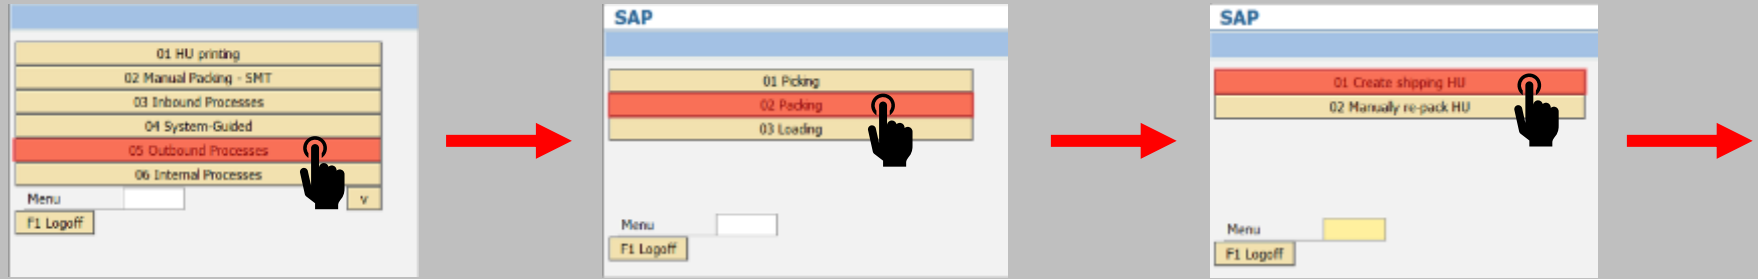 01 HU printing
02 Manual Packing - SMT
03 Inbound Processes
04 System-Guided
05 Outbound Processes
06 Internal Processes
Menu
v
F1 Logoff
SAP
01 Picking
02 Packing
03 Loading
Menu
F1 Logoff
SAP
01 Create shipping HU
02 Manually re-pack HU
Menu
F1 Logoff